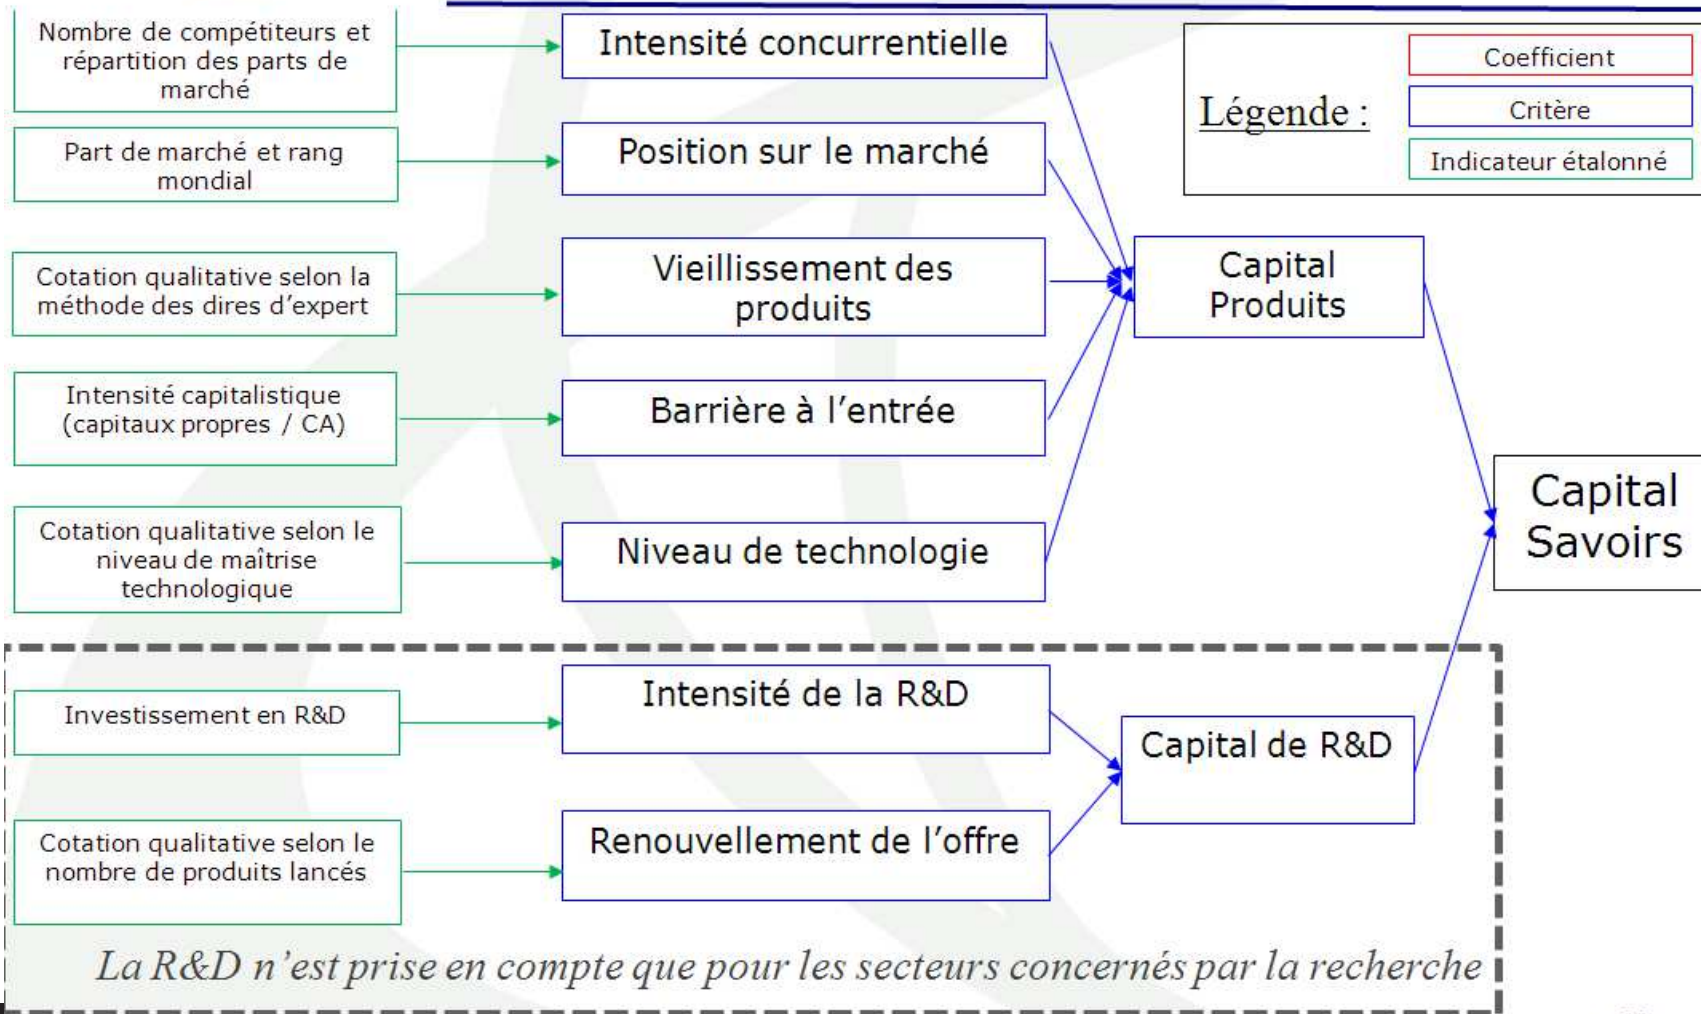 Nombre de compétiteurs et
répartition des parts de
marché
Intensité concurrentielle
Légende :
Coefficient
Critère
Indicateur étalonné
Part de marché et rang
mondial
Position sur le marché
Cotation qualitative selon la
méthode des dires d’expert
Vieillissement des
produits
Capital
Produits
Intensité capitalistique
(capitaux propres / CA)
Barrière à l’entrée
Cotation qualitative selon le
niveau de maîtrise
technologique
Niveau de technologie
Capital
Savoirs
Investissement en R&D
Intensité de la R&D
Capital de R&D
Cotation qualitative selon le
nombre de produits lancés
Renouvellement de l’offre
La R&D n’est prise en compte que pour les secteurs concernés par la recherche